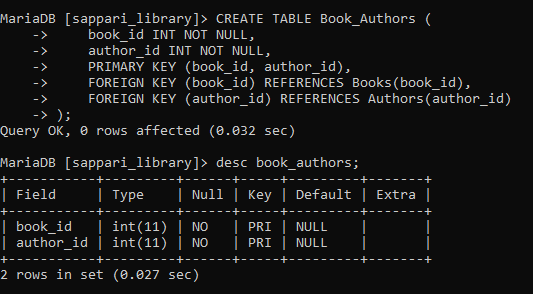 MariaDB [sappari_library]> CREATE TABLE Book_Authors (
    ->     book_id INT NOT NULL,
    ->     author_id INT NOT NULL,
    ->     PRIMARY KEY (book_id, author_id),
    ->     FOREIGN KEY (book_id) REFERENCES Books(book_id),
    ->     FOREIGN KEY (author_id) REFERENCES Authors(author_id)
    -> );
Query OK, 0 rows affected (0.032 sec)

MariaDB [sappari_library]> desc book_authors;
+-----------+---------+------+-----+---------+-------+
| Field     | Type    | Null | Key | Default | Extra |
+-----------+---------+------+-----+---------+-------+
| book_id   | int(11) | NO   | PRI | NULL    |       |
| author_id | int(11) | NO   | PRI | NULL    |       |
+-----------+---------+------+-----+---------+-------+
2 rows in set (0.027 sec)